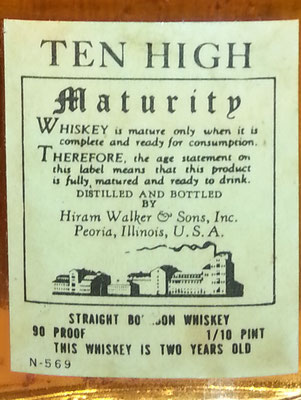 TEN HIGH
Maturity
WHISKEY is mature only when it is
complete and ready for consumption.
THEREFORE, the age statement on
this label means that this product
is fully matured and ready to drink.
DISTILLED AND BOTTLED
BY
Hiram Walker & Sons, Inc.
Peoria, Illinois, U. S. A.
STRAIGHT WHISKEY
90 PROOF 1/10 PINT
THIS WHISKEY IS TWO YEARS OLD
N-569